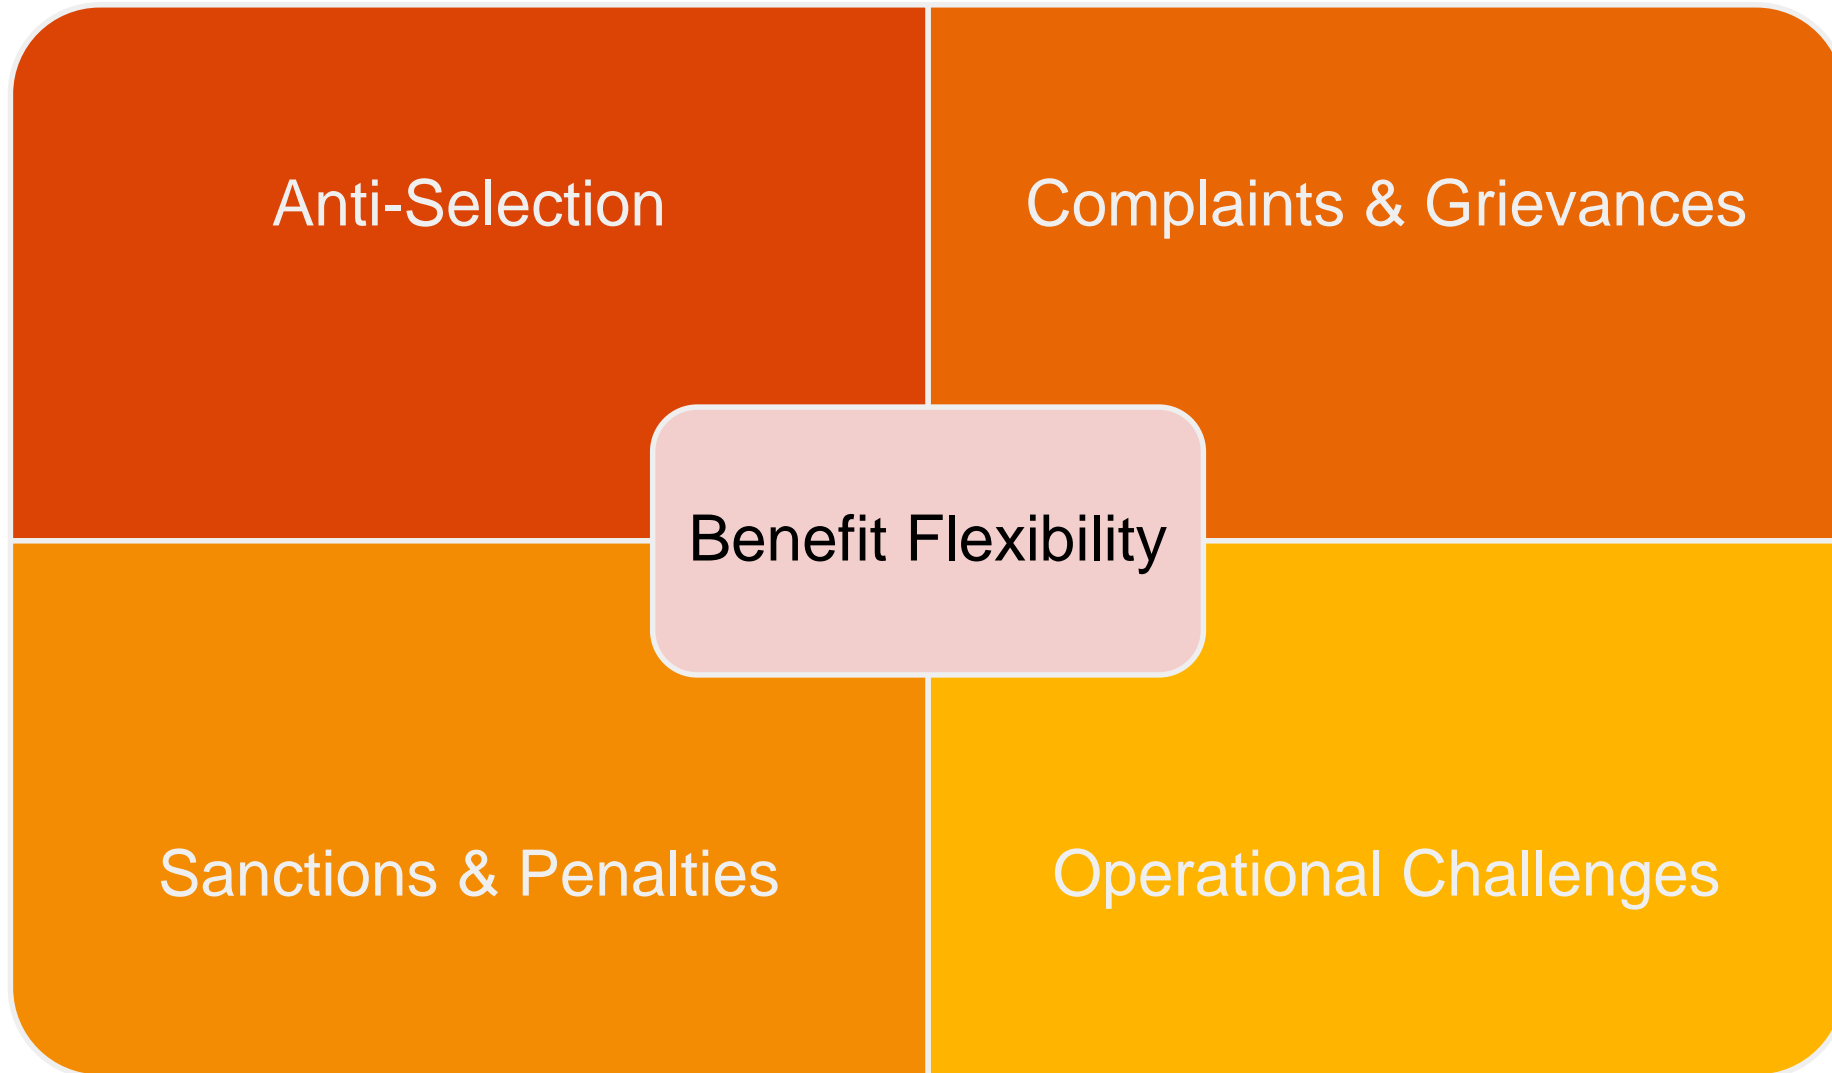 Anti-Selection
Complaints & Grievances
Benefit Flexibility
Sanctions & Penalties
Operational Challenges